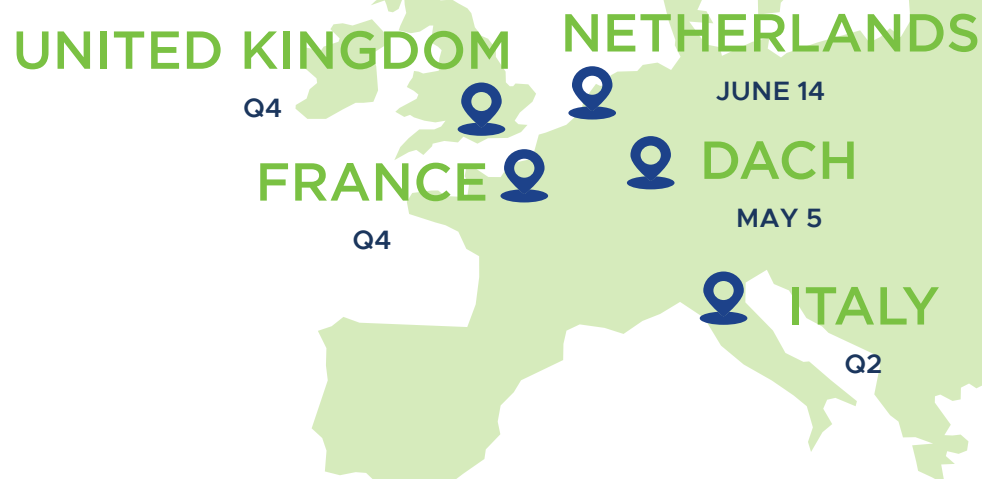 UNITED KINGDOM
Q4
NETHERLANDS
JUNE 14
FRANCE
Q4
DACH
MAY 5
ITALY
Q2